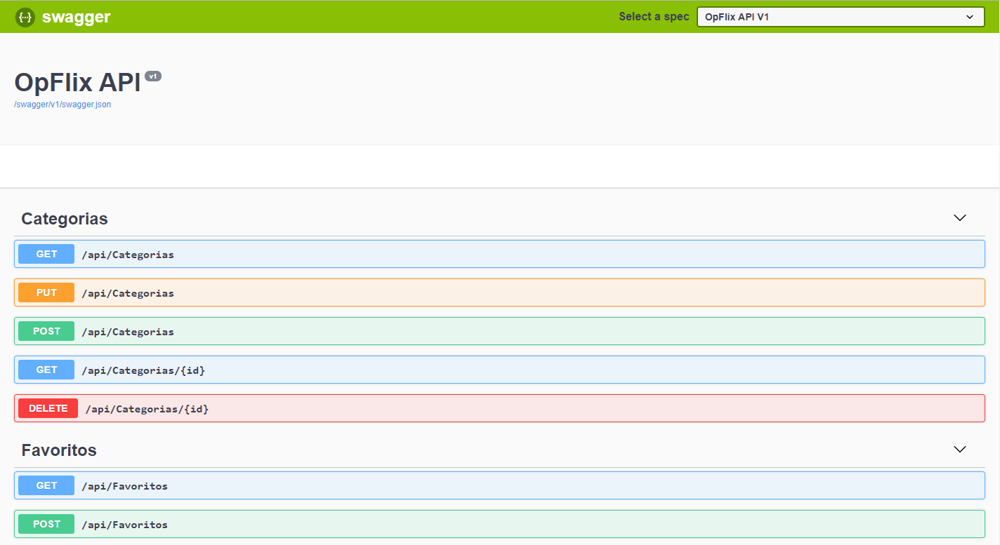 {...} swagger Select a spec OpFlix API V1
OpFlix API v1
/swagger/v1/swagger.json
Categorias
GET /api/Categorias
PUT /api/Categorias
POST /api/Categorias
GET /api/Categorias/{id}
DELETE /api/Categorias/{id}
Favoritos
GET /api/Favoritos
POST /api/Favoritos